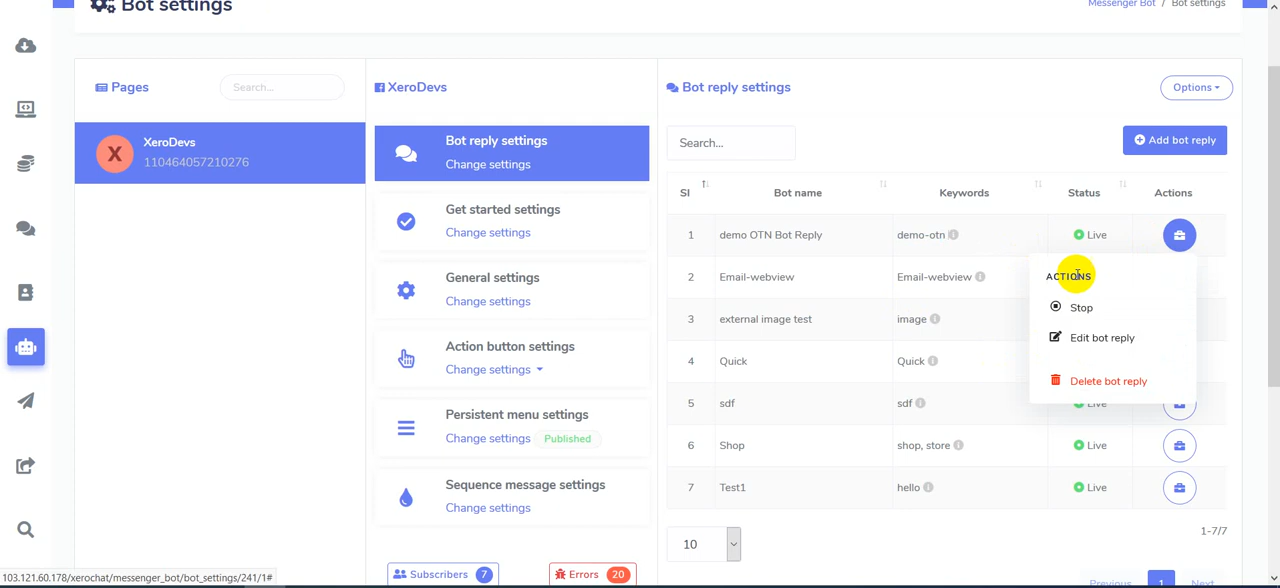 Bot settings
Messenger Bot / Bot settings
Pages
Search...
X
XeroDevs
110464057210276
XeroDevs
Bot reply settings
Change settings
Get started settings
Change settings
General settings
Change settings
Action button settings
Change settings
Persistent menu settings
Change settings Published
Sequence message settings
Change settings
Subscribers 7
Errors 20
Bot reply settings
Options
Search...
Add bot reply
Sl Bot name Keywords Status Actions
1 demo OTN Bot Reply demo-otn Live
2 Email-webview Email-webview
3 external image test image
4 Quick Quick
5 sdf sdf Live
6 Shop shop, store Live
7 Test1 hello Live
ACTIONS
Stop
Edit bot reply
Delete bot reply
10
1-7/7
Previous 1 Next
103.121.60.178/xerochat/messenger_bot/bot_settings/241/1#